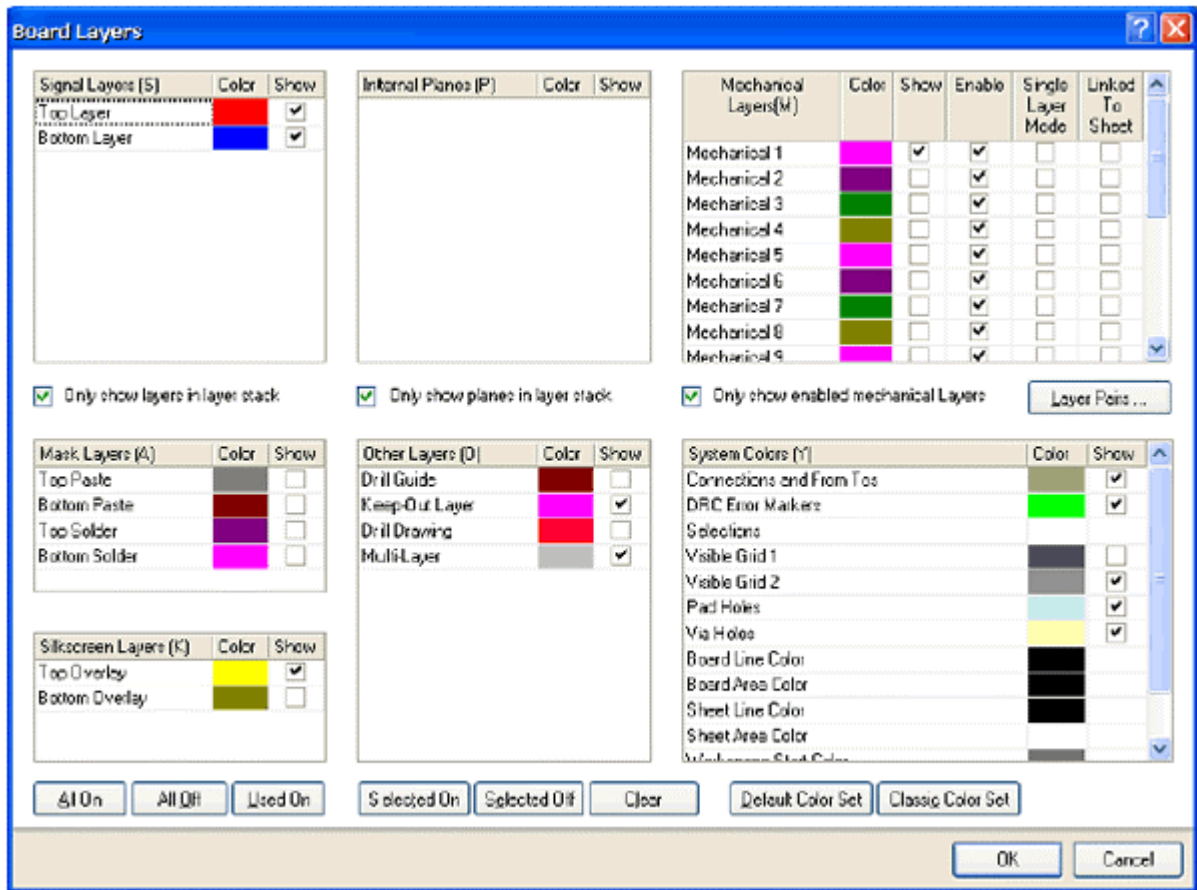 Board Layers
Signal Layers (S) Color Show
Top Layer
Bottom Layer
Internal Planes (P) Color Show
Mechanical Layers(M) Color Show Enable Single Layer Mode Linked To Sheet
Mechanical 1
Mechanical 2
Mechanical 3
Mechanical 4
Mechanical 5
Mechanical 6
Mechanical 7
Mechanical 8
Mechanical 9
Only show layers in layer stack
Only show planes in layer stack
Only show enabled mechanical Layers
Layer Pairs ...
Mask Layers (A) Color Show
Top Paste
Bottom Paste
Top Solder
Bottom Solder
Silkscreen Layers (K) Color Show
Top Overlay
Bottom Overlay
Other Layers (O) Color Show
Drill Guide
Keep-Out Layer
Drill Drawing
Multi-Layer
System Colors (Y) Color Show
Connections and From Tos
DRC Error Markers
Selections
Visible Grid 1
Visible Grid 2
Pad Holes
Via Holes
Board Line Color
Board Area Color
Sheet Line Color
Sheet Area Color
Workspace Start Color
All On All Off Used On Selected On Selected Off Clear Default Color Set Classic Color Set
OK Cancel